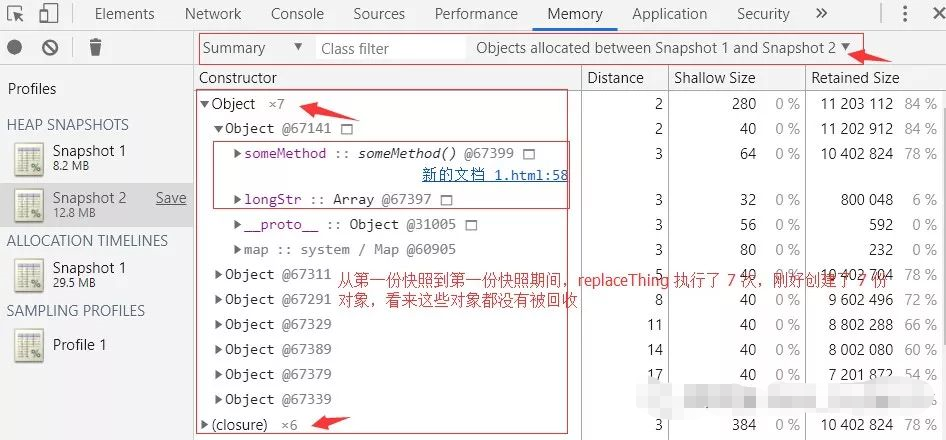 Elements Network Console Sources Performance Memory Application Security »
Summary ▼ Class filter Objects allocated between Snapshot 1 and Snapshot 2 ▼
Profiles
HEAP SNAPSHOTS
Snapshot 1
8.2 MB
Snapshot 2 Save
12.8 MB
ALLOCATION TIMELINES
Snapshot 1
29.5 MB
SAMPLING PROFILES
Profile 1
Constructor Distance Shallow Size Retained Size
▼Object ×7 2 280 0 % 11 203 112 84 %
▼Object @67141 2 40 0 % 11 202 912 84 %
▶someMethod :: someMethod() @67399 3 64 0 % 10 402 824 78 %
新的文档 1.html:58
▶longStr :: Array @67397 3 32 0 % 800 048 6 %
▶__proto__ :: Object @31005 3 56 0 % 592 0 %
▶map :: system / Map @60905 3 80 0 % 232 0 %
▶Object @67311 5 40 0 % 10 402 704 78 %
▶Object @67291 8 40 0 % 9 602 496 72 %
▶Object @67329 11 40 0 % 8 802 288 66 %
▶Object @67389 14 40 0 % 8 002 080 60 %
▶Object @67379 17 40 0 % 7 201 872 54 %
▶Object @67339
▶(closure) ×6 3 384 0 % 10 402 824 78 %
从第一份快照到第一份快照期间，replaceThing 执行了 7 次，刚好创建了 7 份
对象，看来这些对象都没有被回收